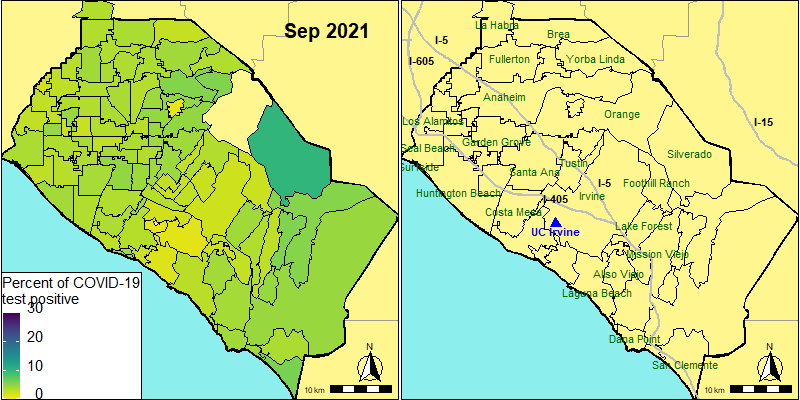 Sep 2021
Percent of COVID-19
test positive
30
20
10
0
N
10 km
La Habra
Brea
I-5
I-605
Fullerton
Yorba Linda
Anaheim
Orange
I-15
Los Alamitos
Garden Grove
Seal Beach
Surfside
Silverado
Tustin
Santa Ana
I-5
Foothill Ranch
Huntington Beach
I-405
Irvine
Costa Mesa
UC Irvine
Lake Forest
Mission Viejo
Aliso Viejo
Laguna Beach
Dana Point
San Clemente
N
10 km